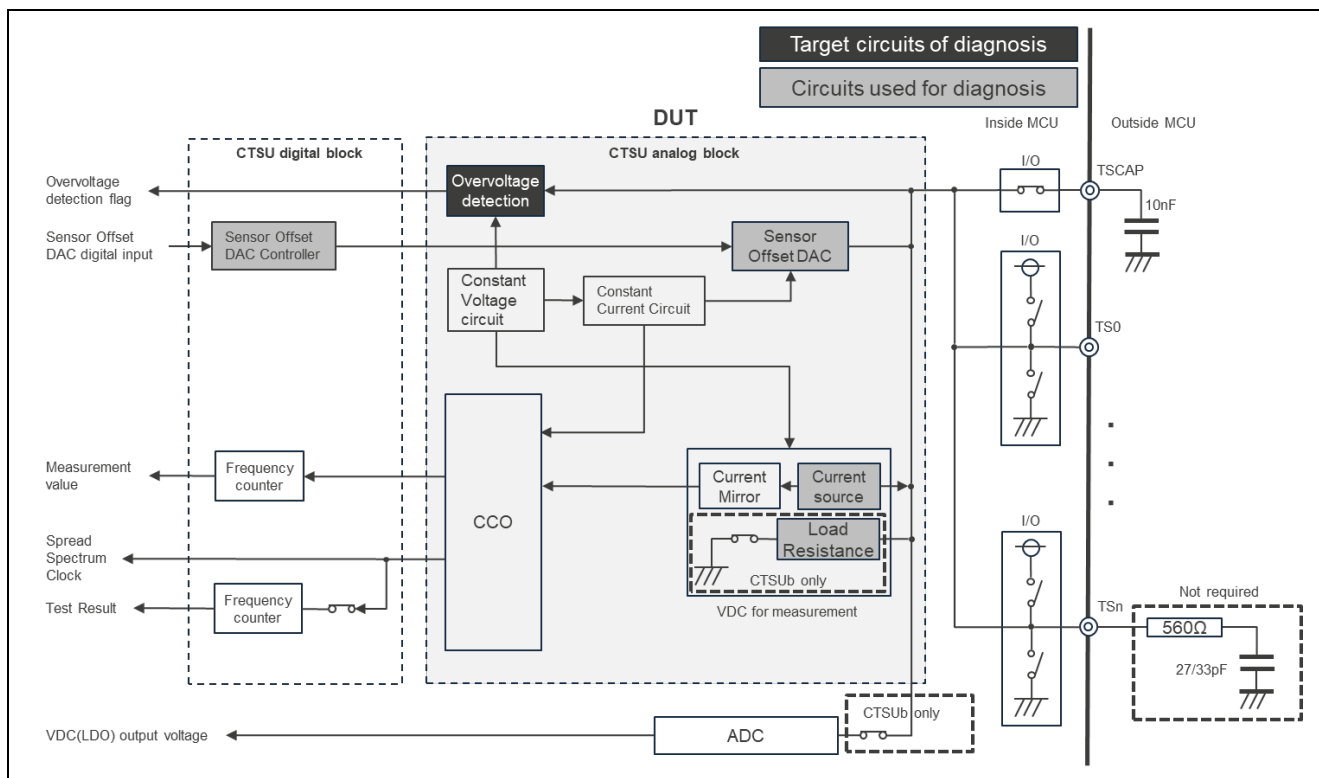 Target circuits of diagnosis
Circuits used for diagnosis
DUT
Inside MCU
Outside MCU
CTSU digital block
CTSU analog block
I/O
TSCAP
Overvoltage
detection flag
Overvoltage
detection
10nF
Sensor Offset
DAC digital input
Sensor Offset
DAC Controller
Sensor
Offset DAC
I/O
Constant
Voltage
circuit
Constant
Current Circuit
TS0
Measurement
value
Frequency
counter
CCO
Current
Mirror
Current
source
I/O
Load
Resistance
CTSUb only
VDC for measurement
Spread
Spectrum
Clock
Test Result
Frequency
counter
TSn
Not required
560Ω
27/33pF
CTSUb only
VDC(LDO) output voltage
ADC